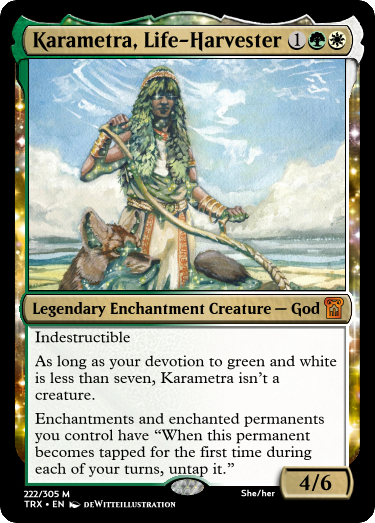 Karametra, Life-Harvester 1
Legendary Enchantment Creature — God
Indestructible
As long as your devotion to green and white
is less than seven, Karametra isn't a
creature.
Enchantments and enchanted permanents
you control have “When this permanent
becomes tapped for the first time during
each of your turns, untap it.”
4/6
222/305 M
TRX • EN deWitteillustration
She/her